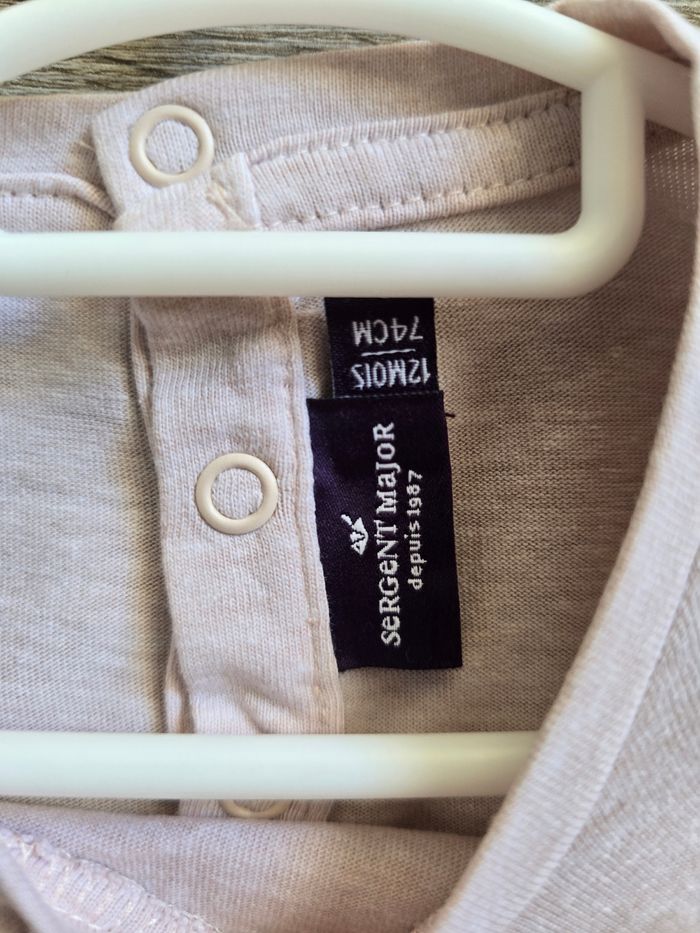 12MOIS
74CM
SeRGeNT MajoR
depuis 1987